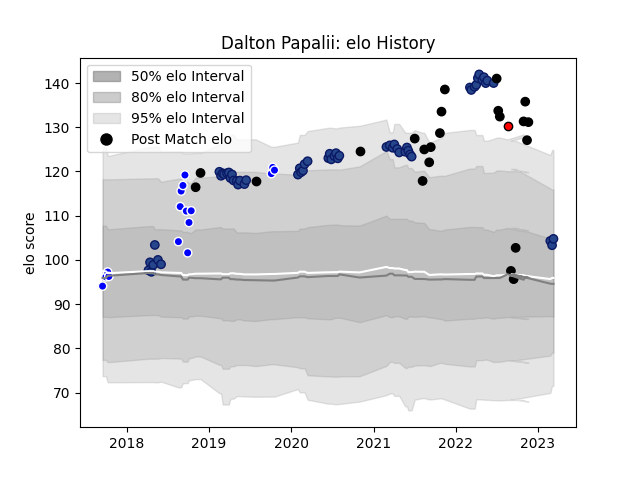 Dalton Papalii: elo History
50% elo Interval
80% elo Interval
95% elo Interval
Post Match elo
elo score
140
130
120
110
100
90
80
70
2018 2019 2020 2021 2022 2023